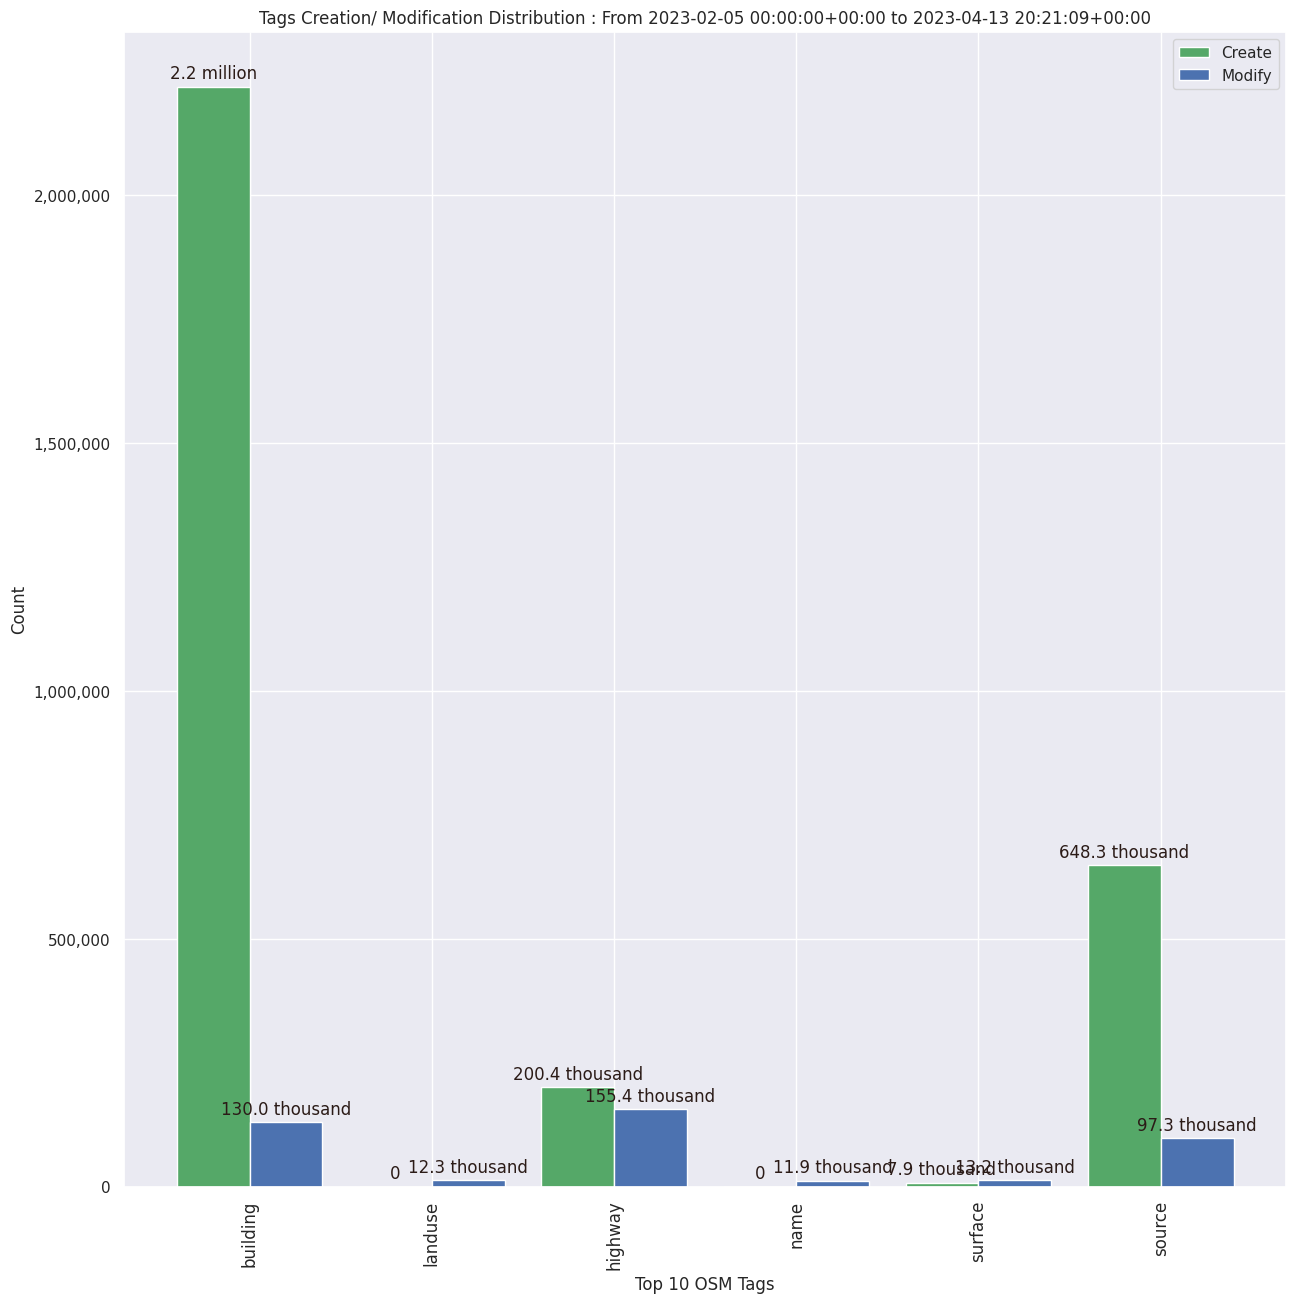 Tags Creation/ Modification Distribution : From 2023-02-05 00:00:00+00:00 to 2023-04-13 20:21:09+00:00
Create
Modify
2.2 million
2,000,000
1,500,000
1,000,000
648.3 thousand
500,000
200.4 thousand
155.4 thousand
130.0 thousand
97.3 thousand
0
12.3 thousand
0
11.9 thousand
7.9 thousand
13.2 thousand
0
Count
building
landuse
highway
name
surface
source
Top 10 OSM Tags